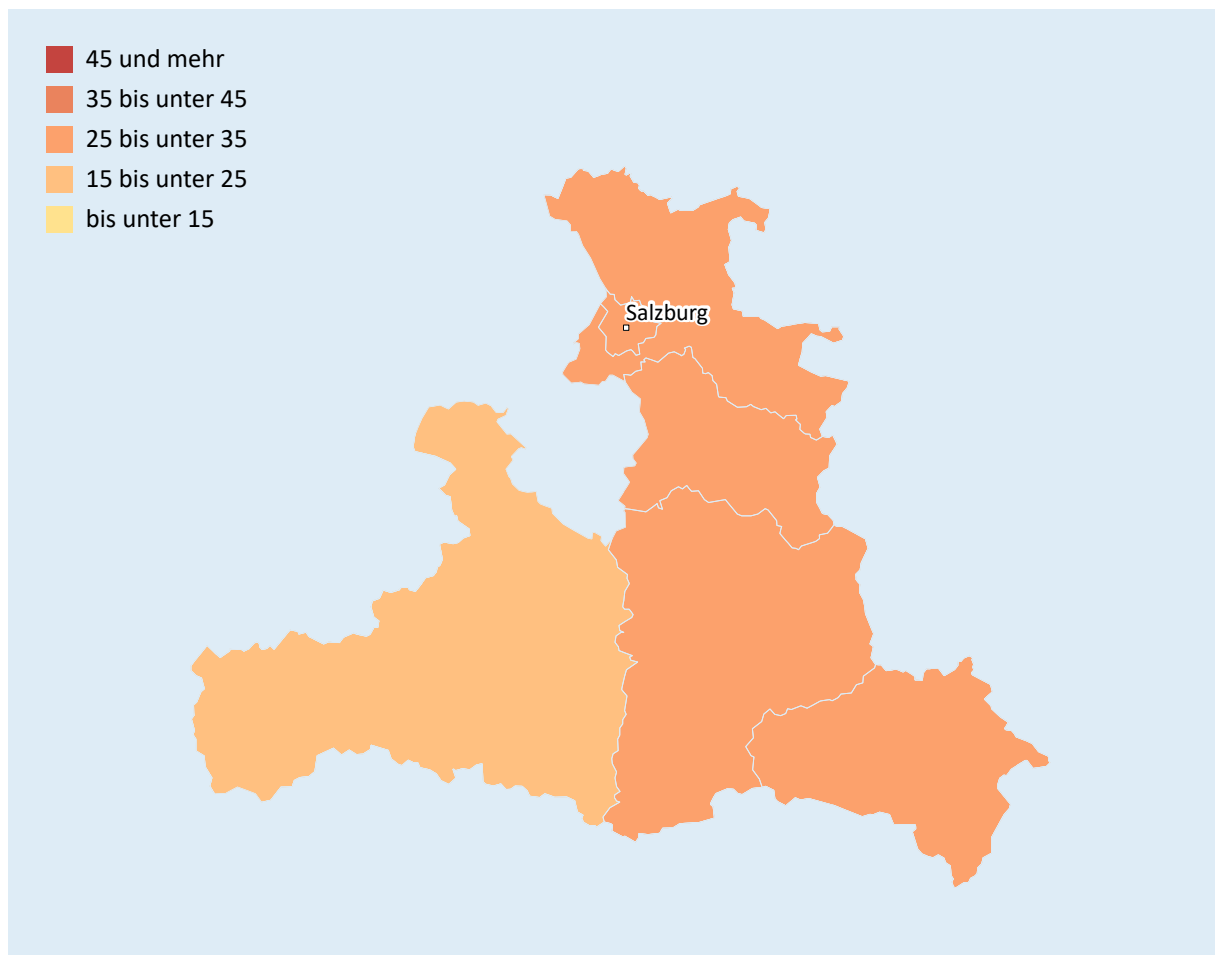 45 und mehr
35 bis unter 45
25 bis unter 35
15 bis unter 25
bis unter 15
Salzburg